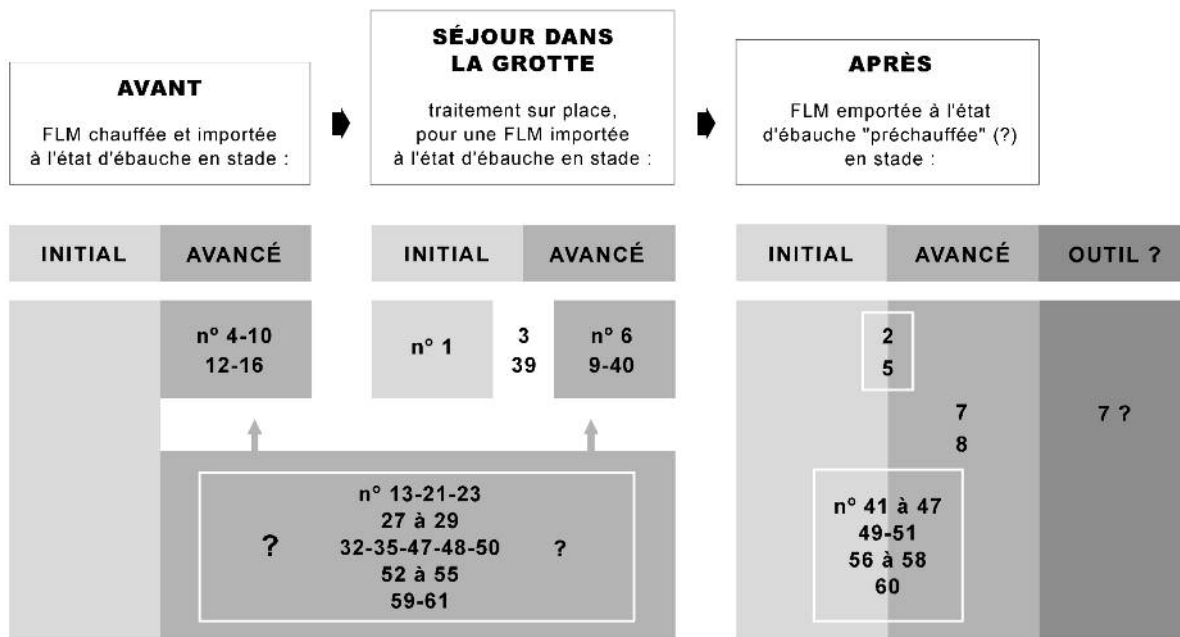 AVANT
FLM chauffée et importée
à l'état d'ébauche en stade :
SÉJOUR DANS
LA GROTTE
traitement sur place,
pour une FLM importée
à l'état d'ébauche en stade :
APRÈS
FLM emportée à l'état
d'ébauche "préchauffée" (?)
en stade :
INITIAL AVANCÉ INITIAL AVANCÉ INITIAL AVANCÉ OUTIL ?
n° 4-10
12-16
n° 1
3
39
n° 6
9-40
2
5
7
8
7 ?
n° 13-21-23
27 à 29
? 32-35-47-48-50 ?
52 à 55
59-61
n° 41 à 47
49-51
56 à 58
60